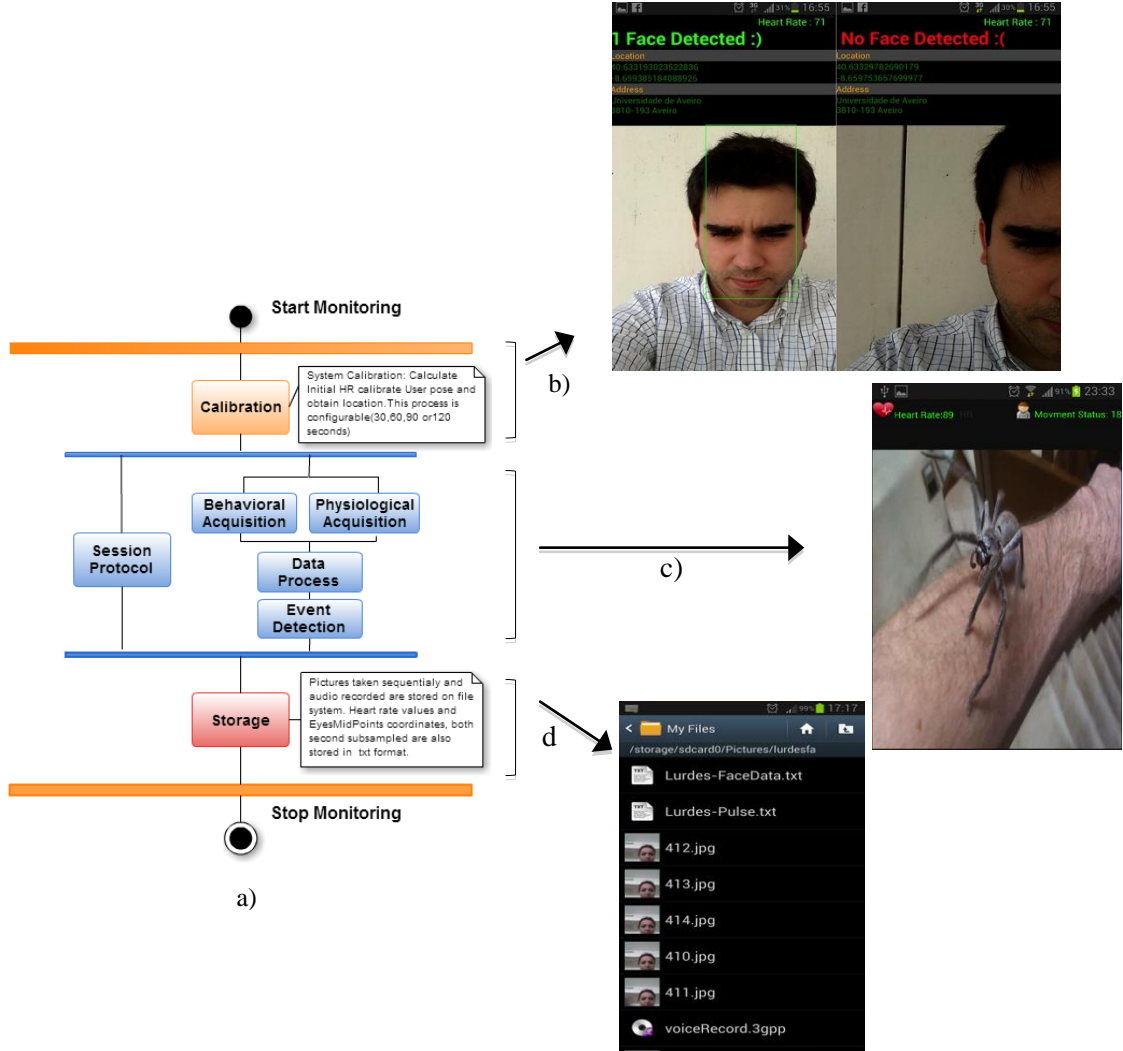 16:55
Heart Rate : 71
1 Face Detected :)
Location
40.633193023522836
-8.659385184088926
Address
Universidade de Aveiro
3810-193 Aveiro
16:55
Heart Rate : 71
No Face Detected :(
Location
40.63329782690179
-8.659753657699977
Address
Universidade de Aveiro
3810-193 Aveiro
b)
Start Monitoring
Calibration
System Calibration: Calculate
Initial HR calibrate User pose and
obtain location.This process is
configurable(30,60,90 or120
seconds)
Behavioral
Acquisition
Physiological
Acquisition
Session
Protocol
Data
Process
Event
Detection
c)
91% 23:33
Heart Rate:89 HR
Movment Status: 18
Storage
Pictures taken sequentialy and
audio recorded are stored on file
system. Heart rate values and
EyesMidPoints coordinates, both
second subsampled are also
stored in txt format.
Stop Monitoring
a)
d
99% 17:17
< My Files
/storage/sdcard0/Pictures/lurdesfa
TXT Lurdes-FaceData.txt
TXT Lurdes-Pulse.txt
412.jpg
413.jpg
414.jpg
410.jpg
411.jpg
voiceRecord.3gpp